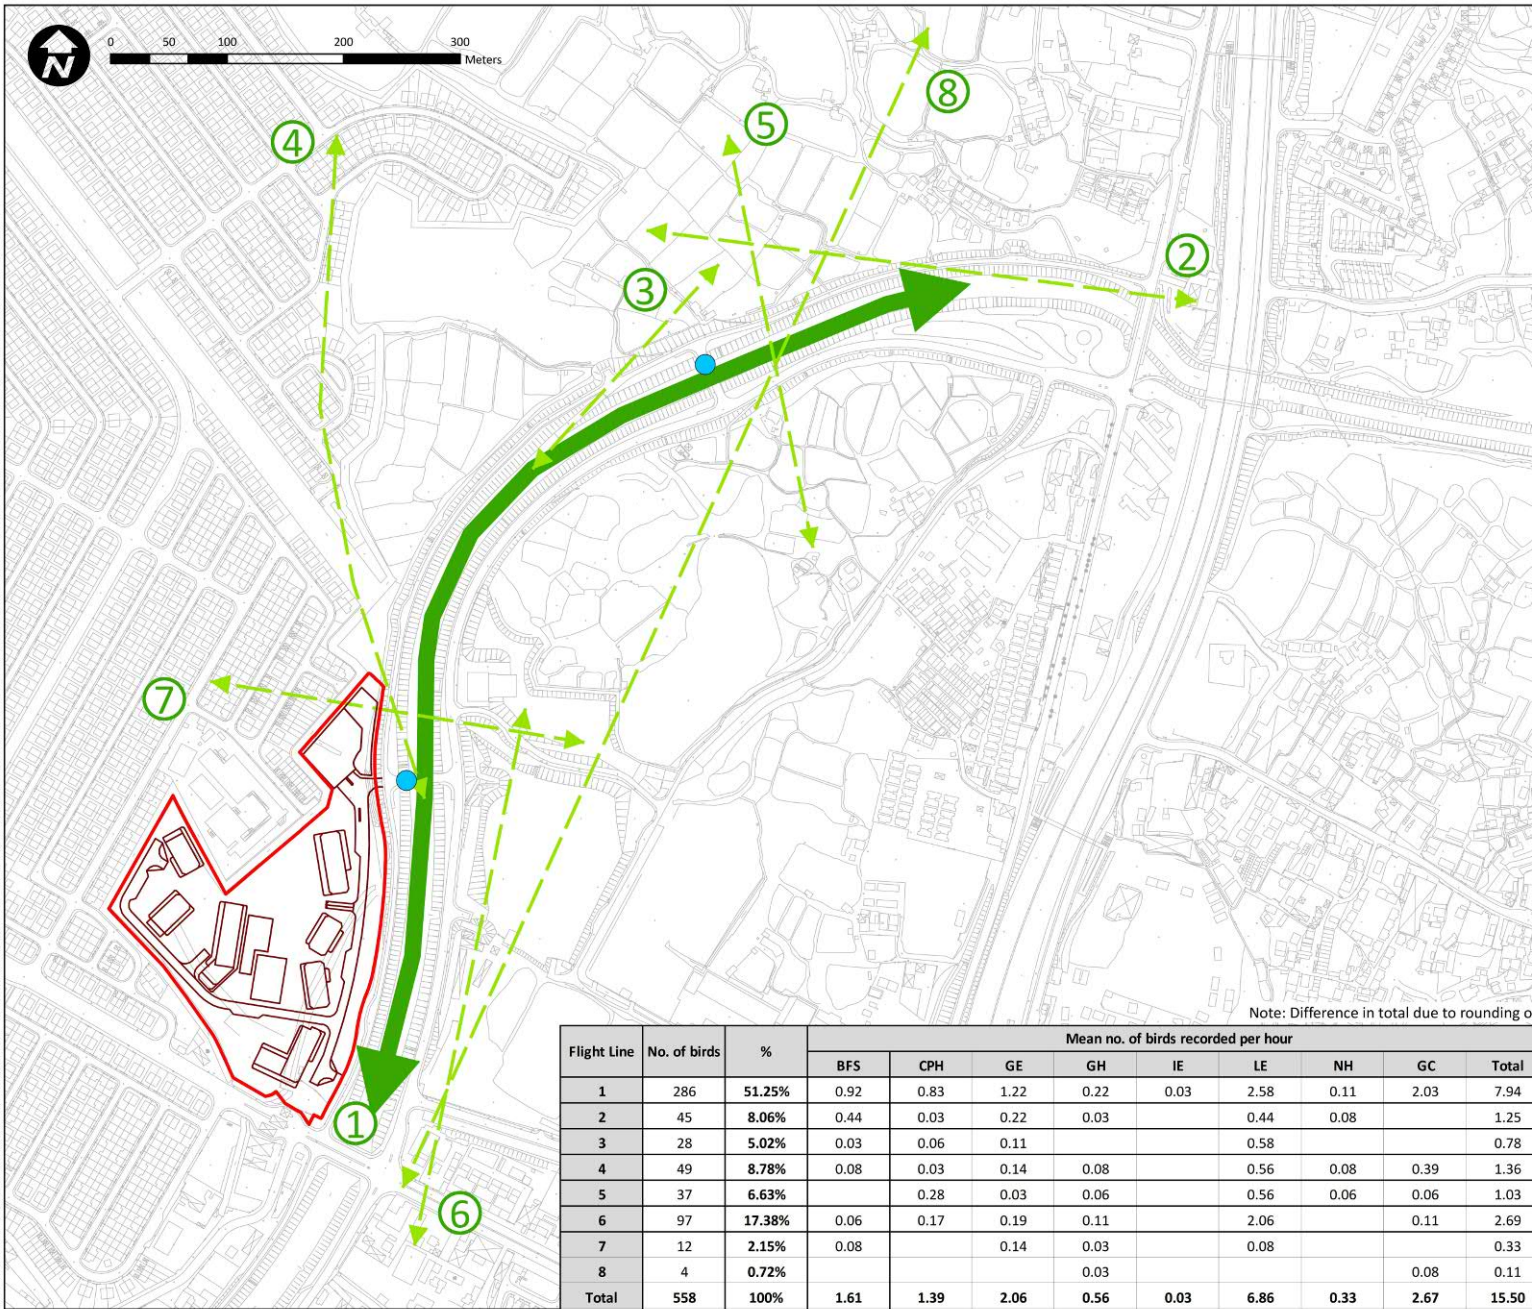 N
0 50 100 200 300
Meters
8
5
4
2
3
7
1
6
Note: Difference in total due to rounding o
Flight Line No. of birds % Mean no. of birds recorded per hour
BFS CPH GE GH IE LE NH GC Total
1 286 51.25% 0.92 0.83 1.22 0.22 0.03 2.58 0.11 2.03 7.94
2 45 8.06% 0.44 0.03 0.22 0.03 0.44 0.08 1.25
3 28 5.02% 0.03 0.06 0.11 0.58 0.78
4 49 8.78% 0.08 0.03 0.14 0.08 0.56 0.08 0.39 1.36
5 37 6.63% 0.28 0.03 0.06 0.56 0.06 0.06 1.03
6 97 17.38% 0.06 0.17 0.19 0.11 2.06 0.11 2.69
7 12 2.15% 0.08 0.14 0.03 0.08 0.33
8 4 0.72% 0.03 0.08 0.11
Total 558 100% 1.61 1.39 2.06 0.56 0.03 6.86 0.33 2.67 15.50